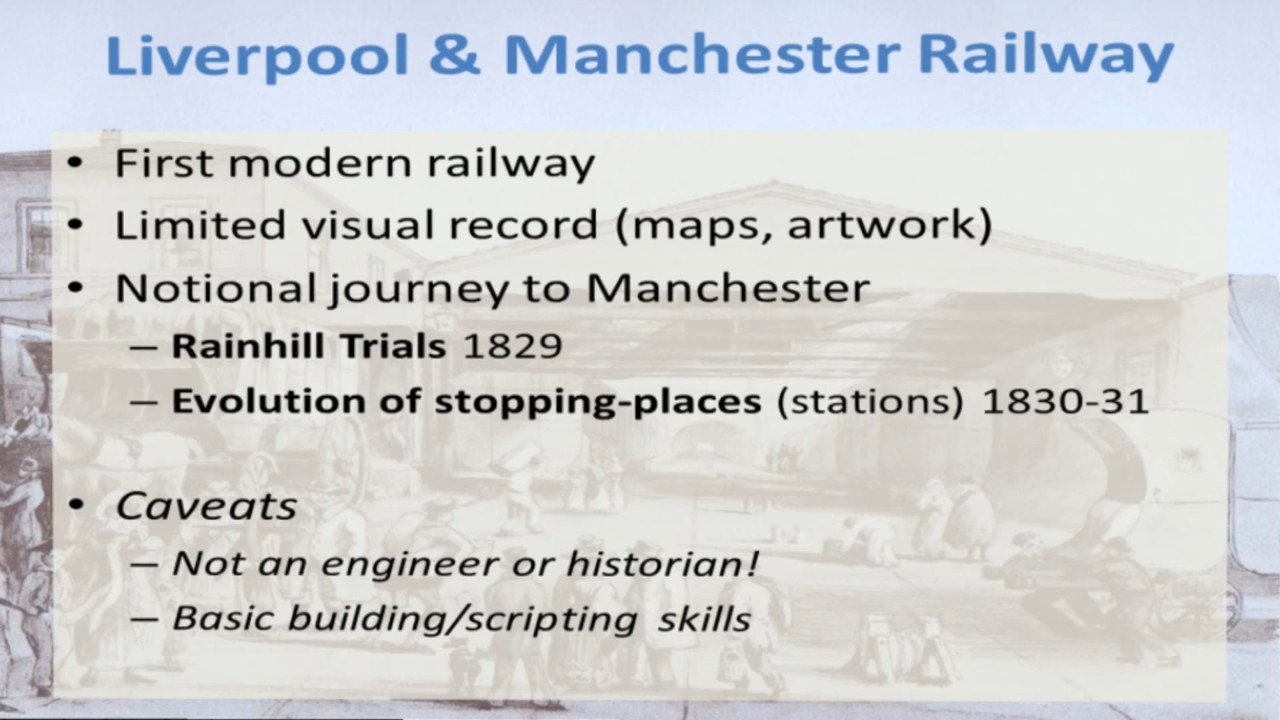 Liverpool & Manchester Railway
• First modern railway
• Limited visual record (maps, artwork)
• Notional journey to Manchester
– Rainhill Trials 1829
– Evolution of stopping-places (stations) 1830-31
• Caveats
– Not an engineer or historian!
– Basic building/scripting skills